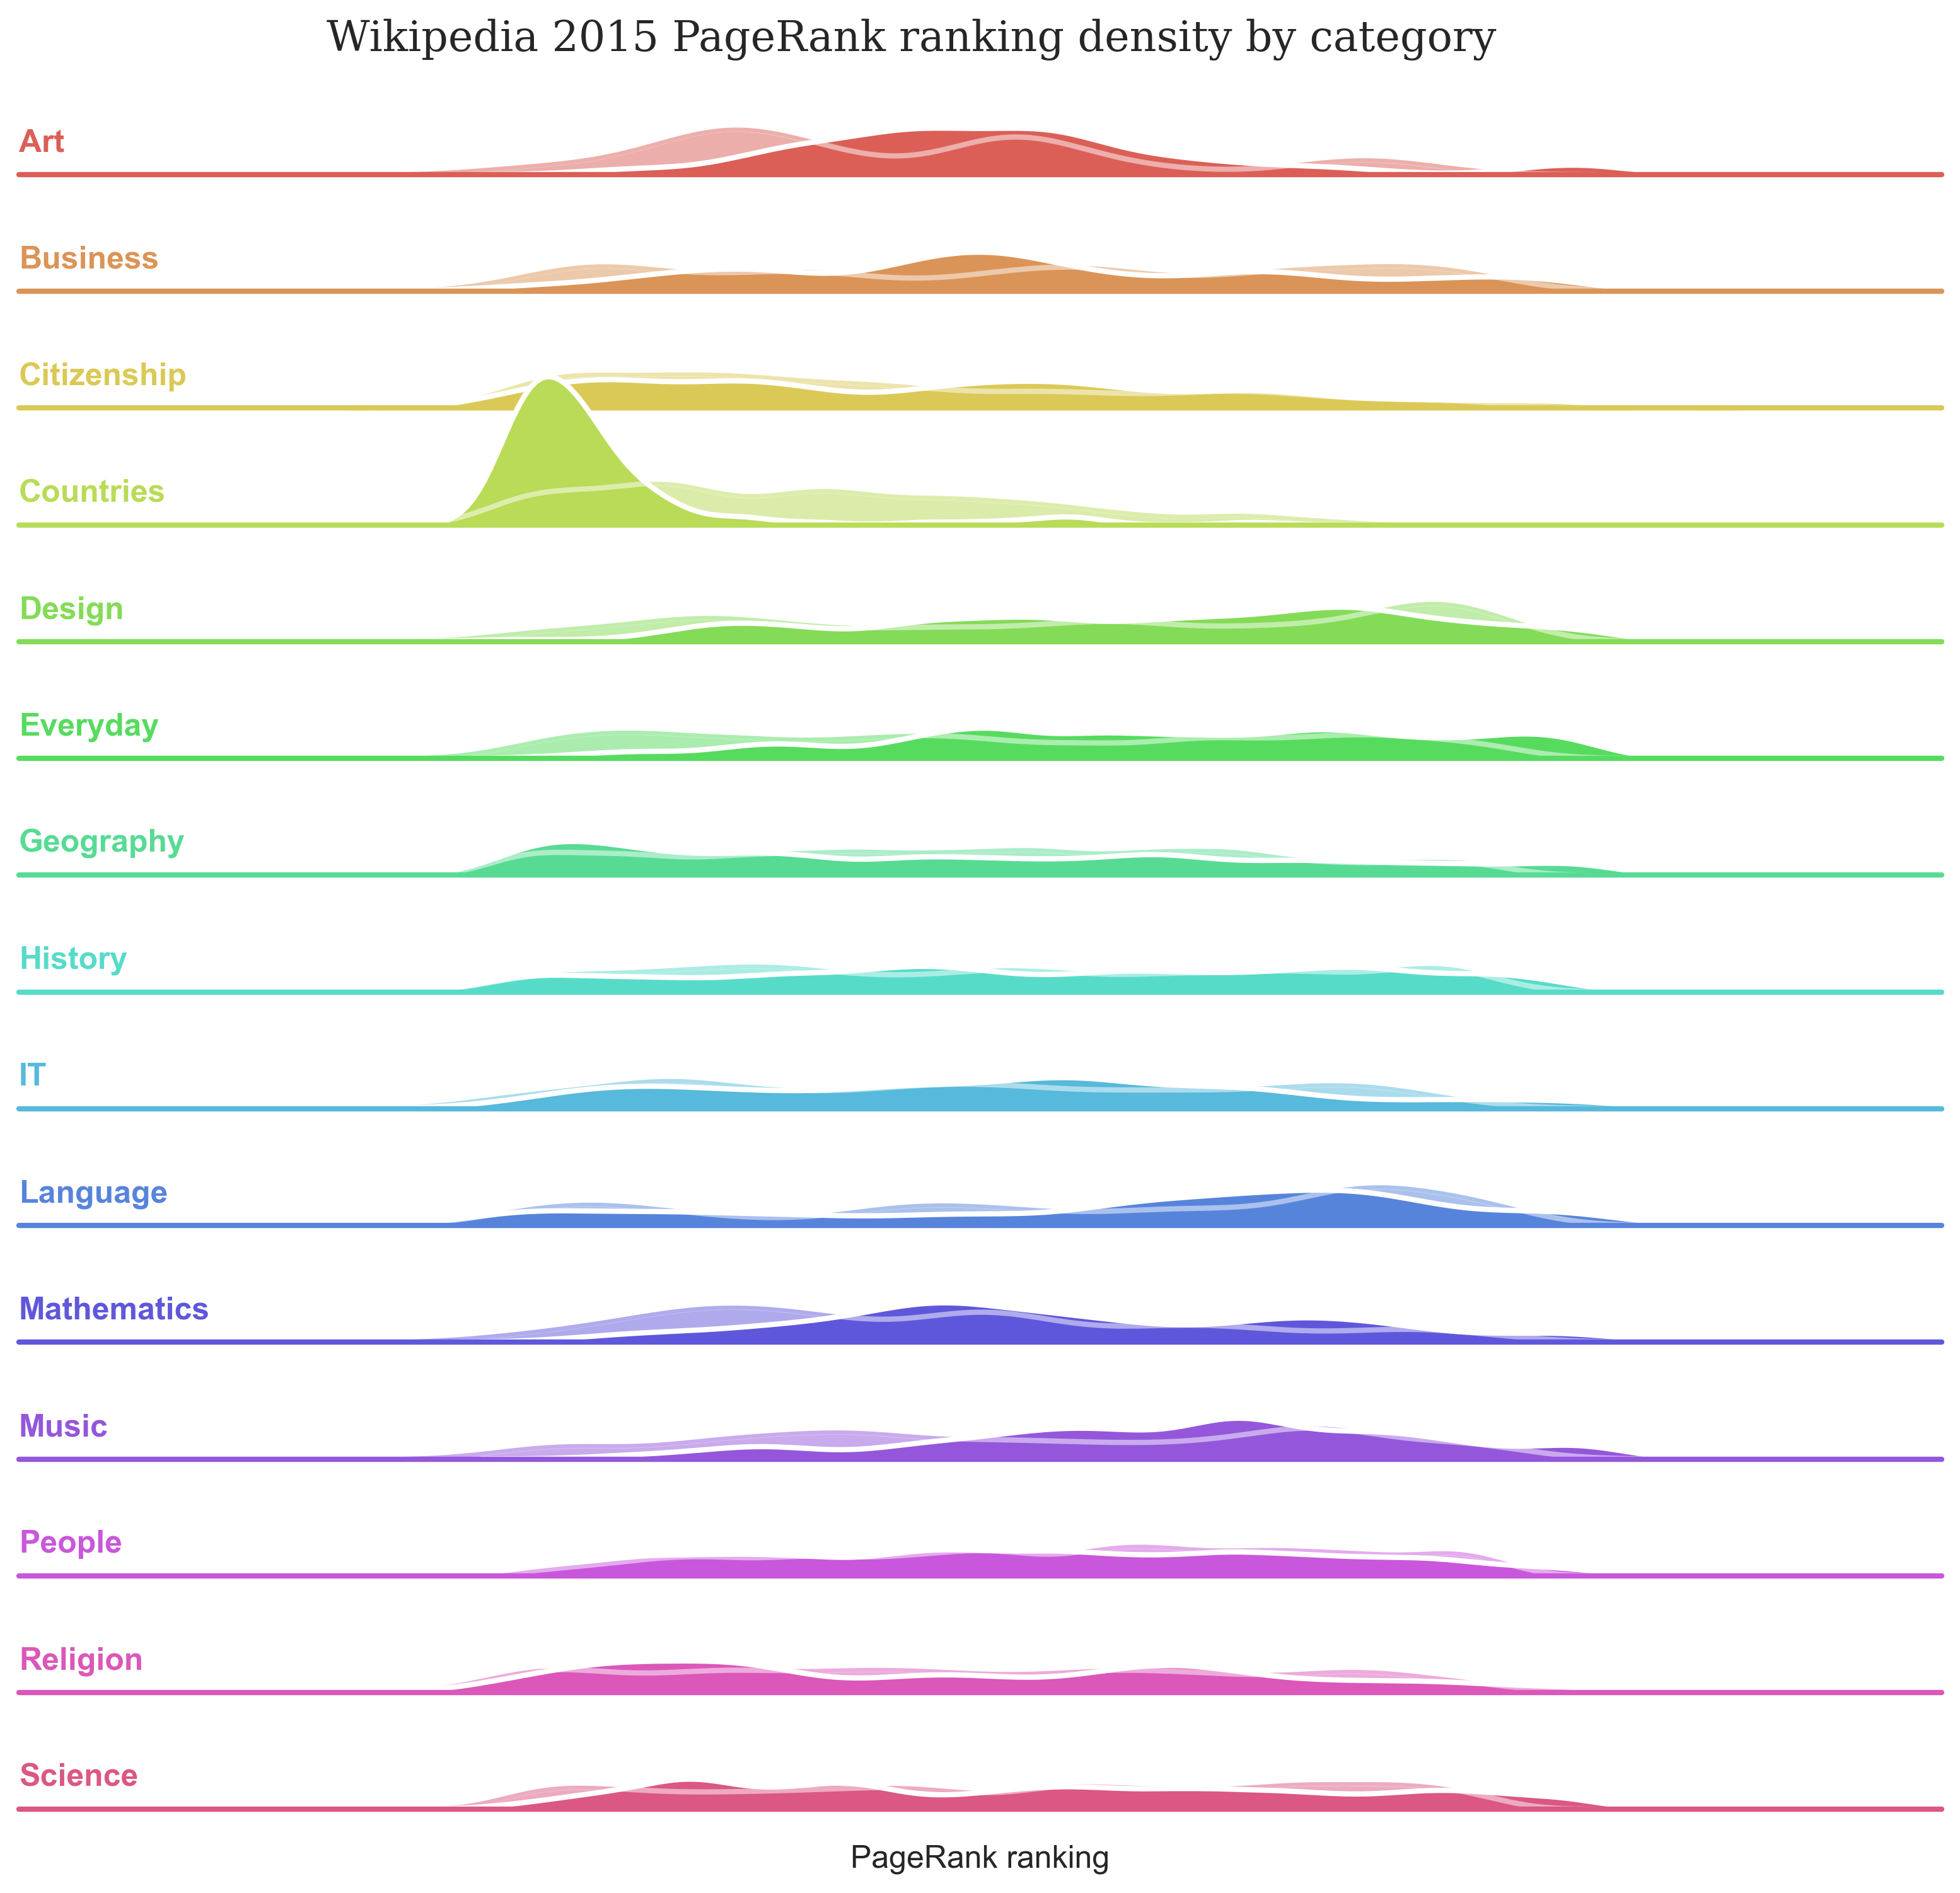 Wikipedia 2015 PageRank ranking density by category
Art
Business
Citizenship
Countries
Design
Everyday
Geography
History
IT
Language
Mathematics
Music
People
Religion
Science
PageRank ranking